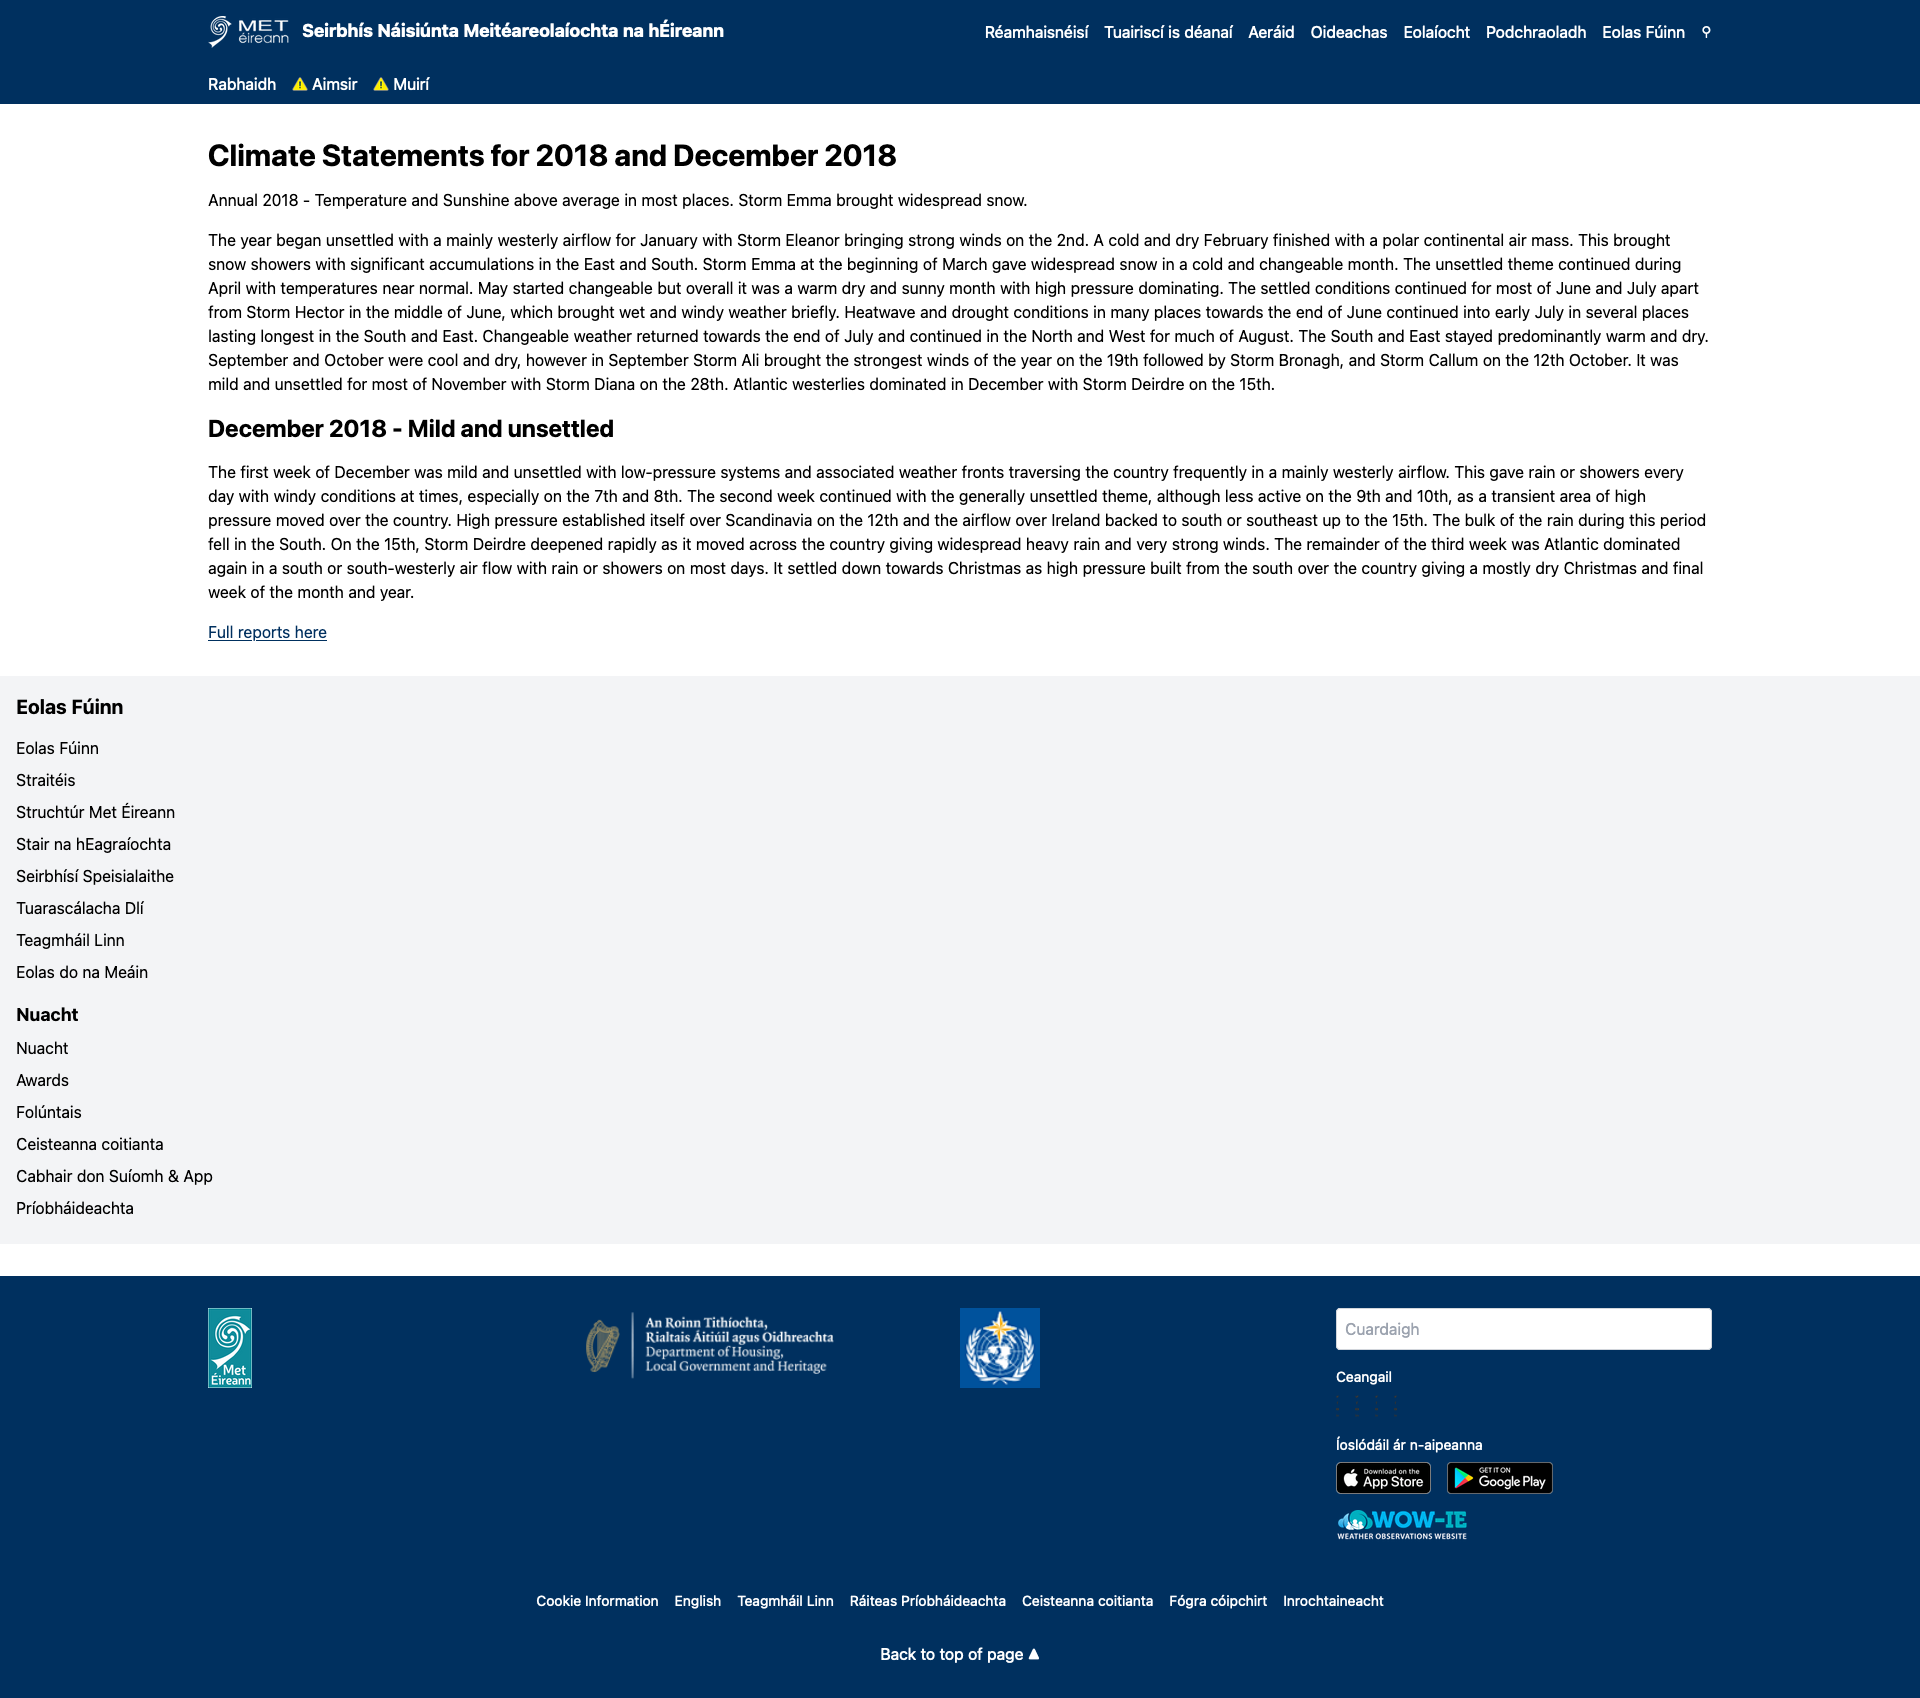 MET
éireann
Seirbhís Náisiúnta Meitéareolaíochta na hÉireann
Réamhaisnéisí Tuairiscí is déanaí Aeráid Oideachas Eolaíocht Podchraoladh Eolas Fúinn
Rabhaidh Aimsir Muirí
Climate Statements for 2018 and December 2018
Annual 2018 - Temperature and Sunshine above average in most places. Storm Emma brought widespread snow.
The year began unsettled with a mainly westerly airflow for January with Storm Eleanor bringing strong winds on the 2nd. A cold and dry February finished with a polar continental air mass. This brought
snow showers with significant accumulations in the East and South. Storm Emma at the beginning of March gave widespread snow in a cold and changeable month. The unsettled theme continued during
April with temperatures near normal. May started changeable but overall it was a warm dry and sunny month with high pressure dominating. The settled conditions continued for most of June and July apart
from Storm Hector in the middle of June, which brought wet and windy weather briefly. Heatwave and drought conditions in many places towards the end of June continued into early July in several places
lasting longest in the South and East. Changeable weather returned towards the end of July and continued in the North and West for much of August. The South and East stayed predominantly warm and dry.
September and October were cool and dry, however in September Storm Ali brought the strongest winds of the year on the 19th followed by Storm Bronagh, and Storm Callum on the 12th October. It was
mild and unsettled for most of November with Storm Diana on the 28th. Atlantic westerlies dominated in December with Storm Deirdre on the 15th.
December 2018 - Mild and unsettled
The first week of December was mild and unsettled with low-pressure systems and associated weather fronts traversing the country frequently in a mainly westerly airflow. This gave rain or showers every
day with windy conditions at times, especially on the 7th and 8th. The second week continued with the generally unsettled theme, although less active on the 9th and 10th, as a transient area of high
pressure moved over the country. High pressure established itself over Scandinavia on the 12th and the airflow over Ireland backed to south or southeast up to the 15th. The bulk of the rain during this period
fell in the South. On the 15th, Storm Deirdre deepened rapidly as it moved across the country giving widespread heavy rain and very strong winds. The remainder of the third week was Atlantic dominated
again in a south or south-westerly air flow with rain or showers on most days. It settled down towards Christmas as high pressure built from the south over the country giving a mostly dry Christmas and final
week of the month and year.
Full reports here
Eolas Fúinn
Eolas Fúinn
Straitéis
Struchtúr Met Éireann
Stair na hEagraíochta
Seirbhísí Speisialaithe
Tuarascálacha Dlí
Teagmháil Linn
Eolas do na Meáin
Nuacht
Nuacht
Awards
Folúntais
Ceisteanna coitianta
Cabhair don Suíomh & App
Príobháideachta
Met
Éireann
An Roinn Tithíochta,
Rialtais Áitiúil agus Oidhreachta
Department of Housing,
Local Government and Heritage
Cuardaigh
Ceangail
Íoslódáil ár n-aipeanna
Download on the
App Store
GET IT ON
Google Play
WOW-IE
WEATHER OBSERVATIONS WEBSITE
Cookie Information English Teagmháil Linn Ráiteas Príobháideachta Ceisteanna coitianta Fógra cóipchirt Inrochtaineacht
Back to top of page